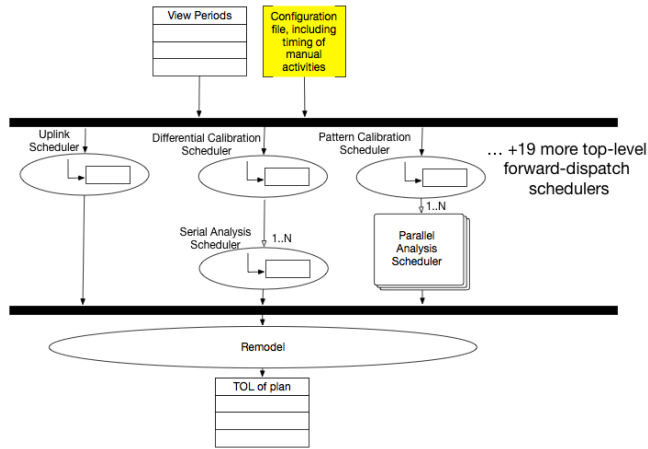 View Periods
Configuration
file, including
timing of
manual
activities
Uplink
Scheduler
Differential Calibration
Scheduler
Pattern Calibration
Scheduler
... +19 more top-level
forward-dispatch
schedulers
1..N
1..N
Serial Analysis
Scheduler
Parallel
Analysis
Scheduler
Remodel
TOL of plan